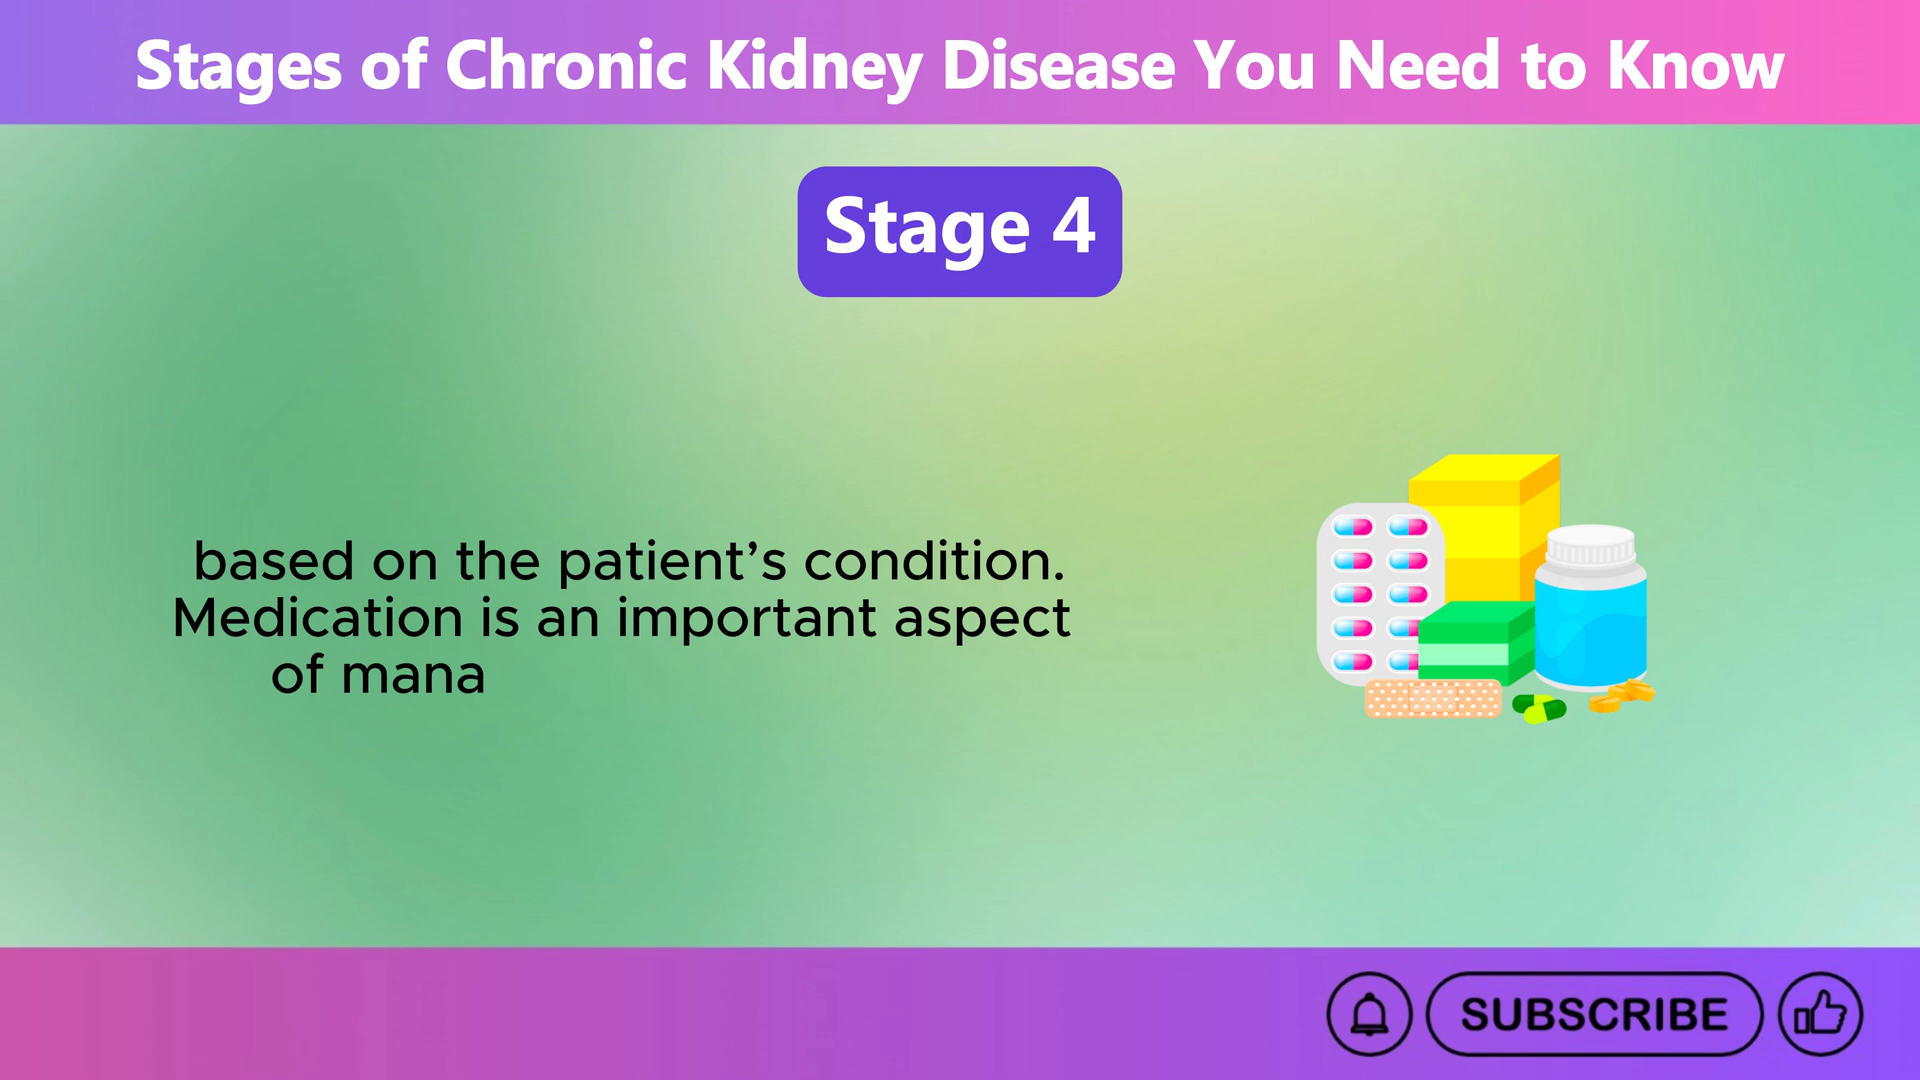 Stages of Chronic Kidney Disease You Need to Know
Stage 4
based on the patient’s condition.
Medication is an important aspect
of mana
SUBSCRIBE